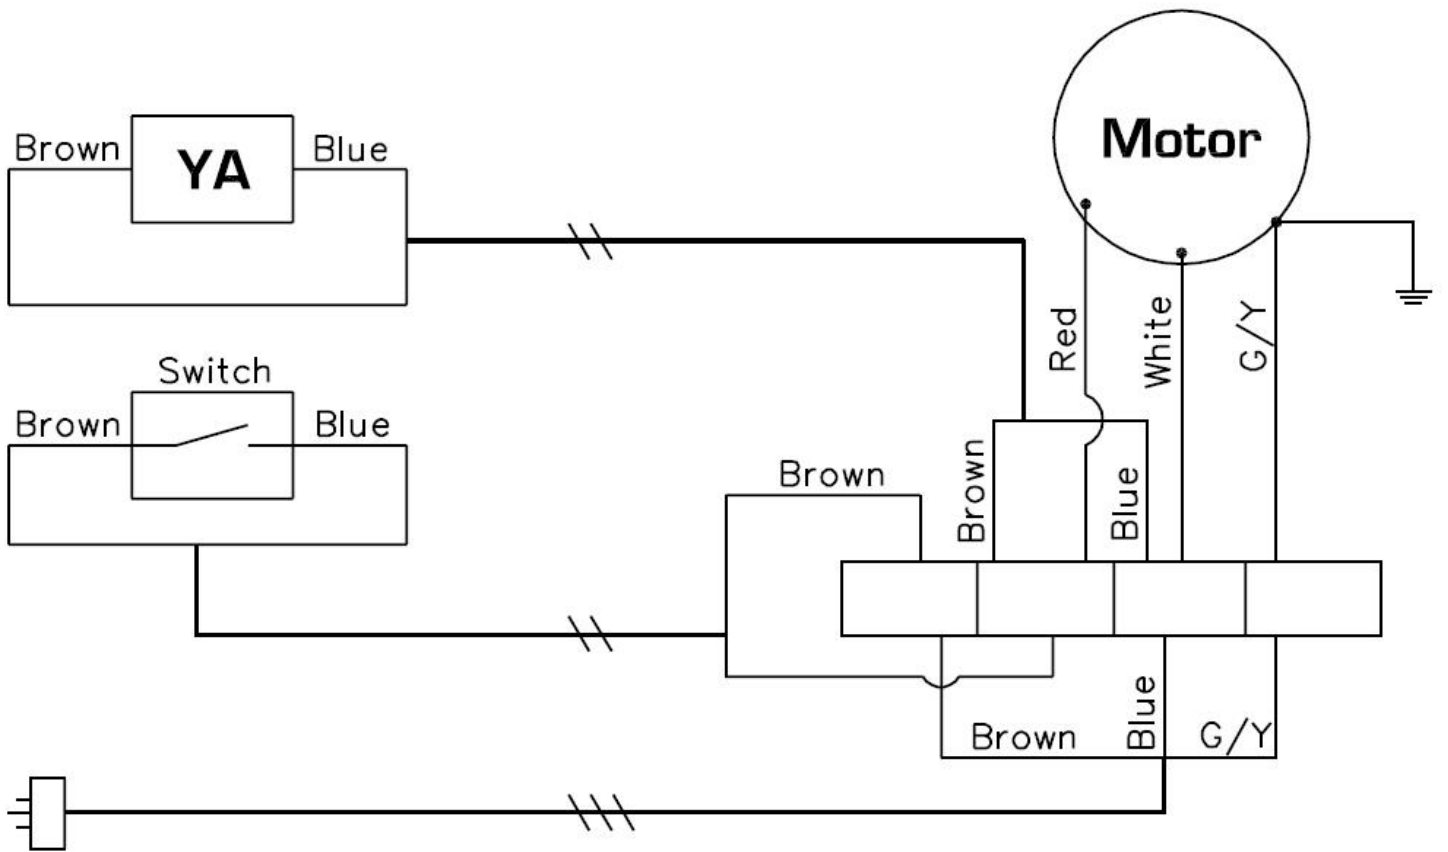 Motor
Brown
YA
Blue
Red
White
G/Y
Switch
Brown
Blue
Brown
Brown
Blue
Brown
Blue
G/Y